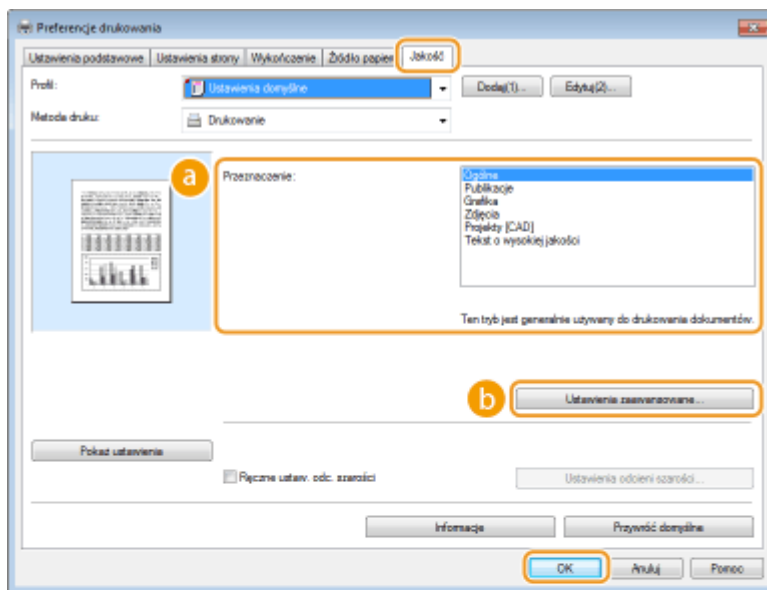 Preferencje drukowania
Ustawienia podstawowe Ustawienia strony Wykończenie Źródło papieru Jakość
Profil: Ustawienia domyślne Dodaj(1)... Edytuj(2)...
Metoda druku: Drukowanie
a
Przeznaczenie:
Ogólne
Publikacje
Grafika
Zdjęcia
Projekty [CAD]
Tekst o wysokiej jakości
Ten tryb jest generalnie używany do drukowania dokumentów.
b Ustawienia zaawansowane...
Pokaż ustawienia
Ręczne ustaw. odc. szarości Ustawienia odcieni szarości...
Informacje Przywróć domyślne
OK Anuluj Pomoc